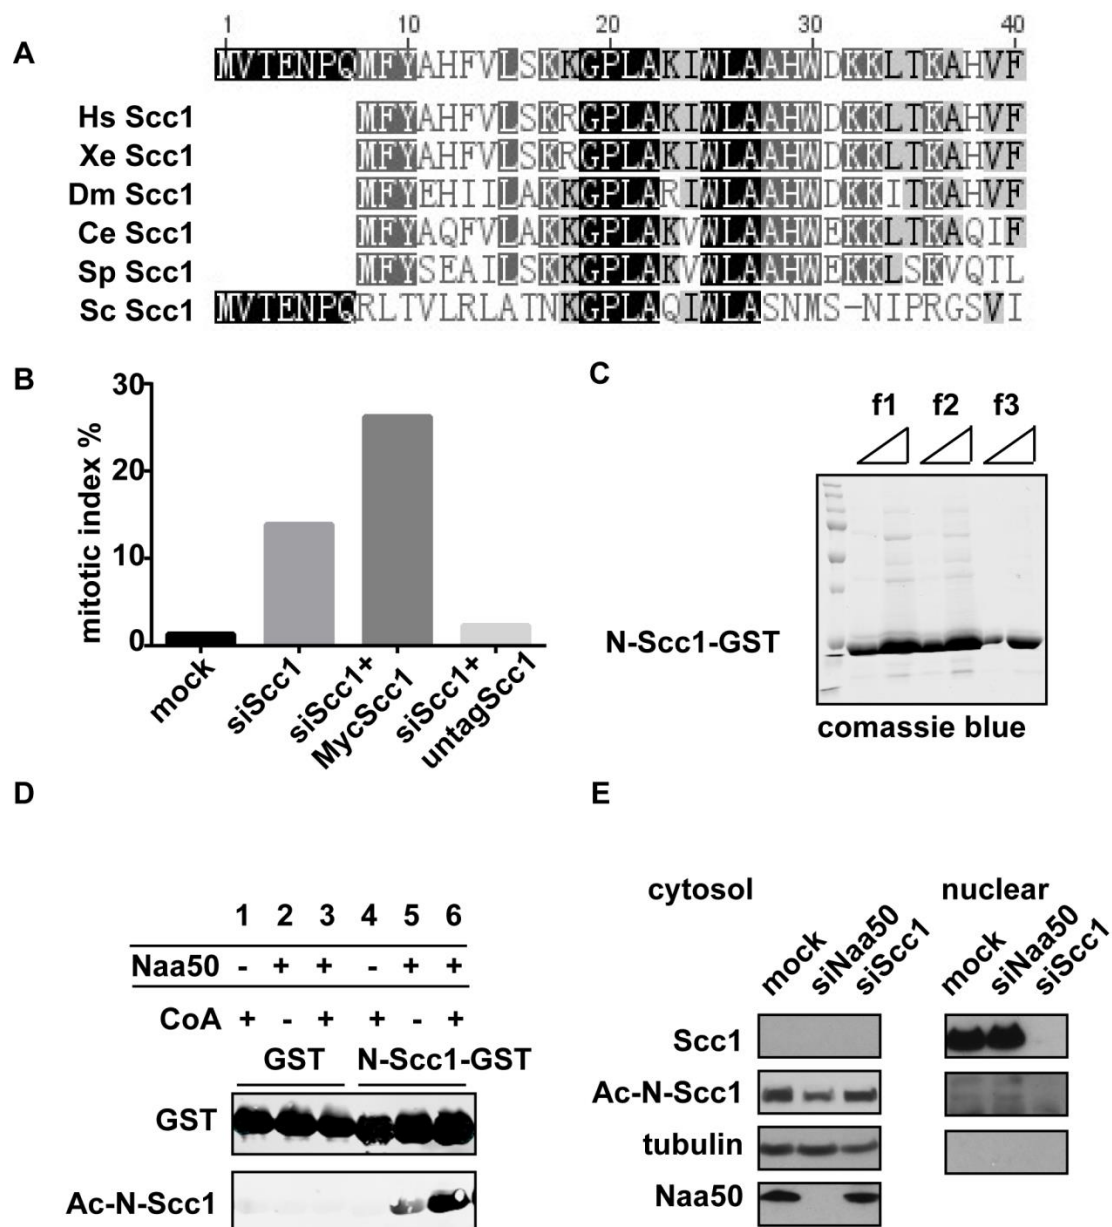 A
1 10 20 30 40
MVTENPQMFYAHFVLSKKGPLAKIWLAAHWDKKLTKAHVF
Hs Scc1 MFYAHFVLSKRGPLAKIWLAAHWDKKLTKAHVF
Xe Scc1 MFYAHFVLSKRGPLAKIWLAAHWDKKLTKAHVF
Dm Scc1 MFYEHIILAKKGPLARIWLAAHWDKKITKAHVF
Ce Scc1 MFYAQFVLAKKGPLAKVWLAAHWEKKLTKAQIF
Sp Scc1 MFYSEAILSKKGPLAKVWLAAHWEKKLSKVQTL
Sc Scc1 MVTENPQRLTVLRLATNKGPLAQIWLASNMS-NIPRGSVI
B
mitotic index %
30
20
10
0
mock
siScc1
siScc1+
MycScc1
siScc1+
untagScc1
C
f1 f2 f3
N-Scc1-GST
comassie blue
D
1 2 3 4 5 6
Naa50 - + + - + +
CoA + - + + - +
GST N-Scc1-GST
GST
Ac-N-Scc1
E
cytosol nuclear
mock siNaa50 siScc1 mock siNaa50 siScc1
Scc1
Ac-N-Scc1
tubulin
Naa50